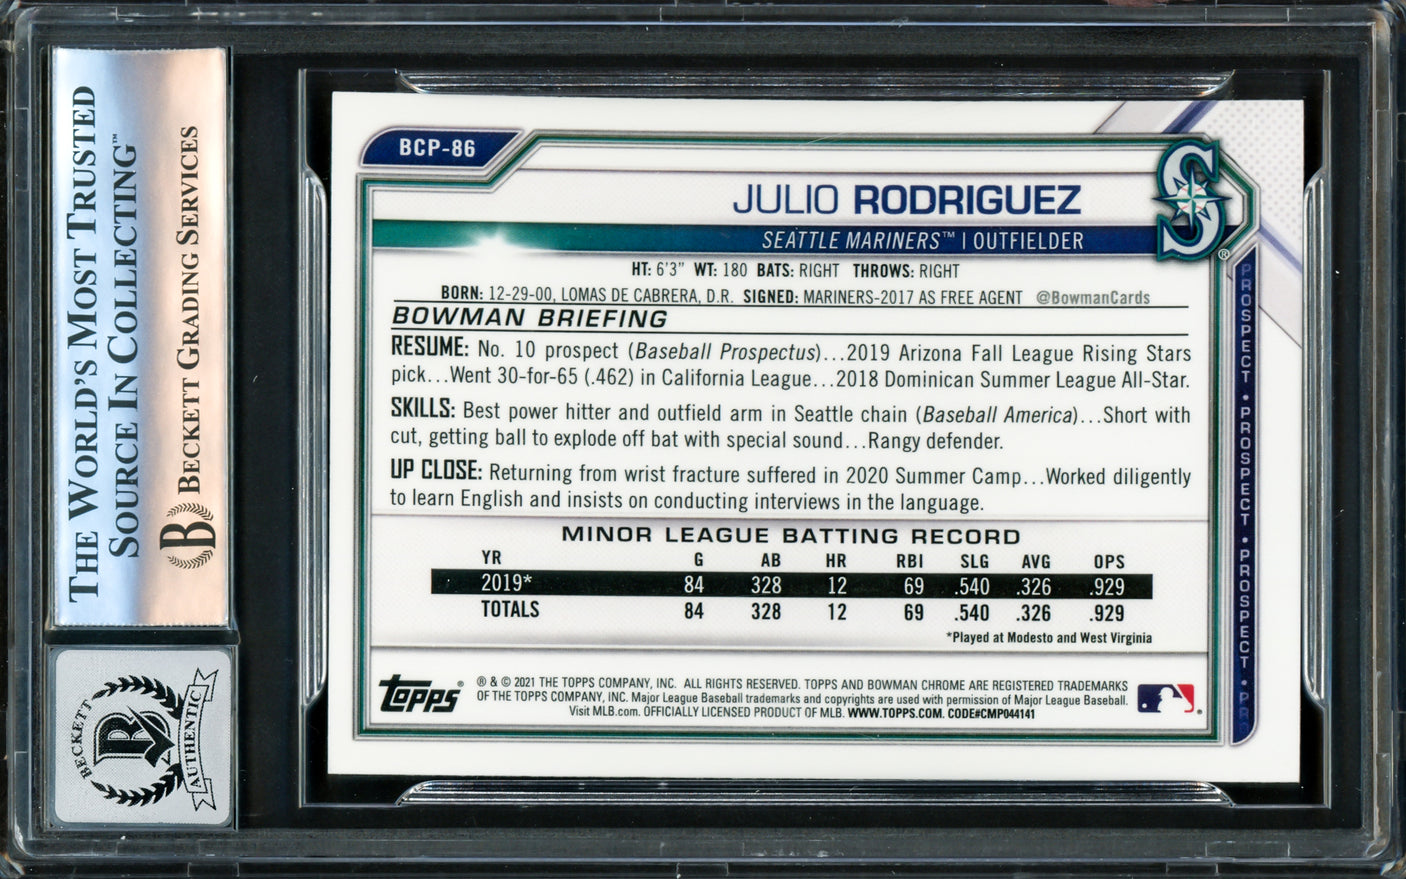 THE WORLD'S MOST TRUSTED
SOURCE IN COLLECTING™
BECKETT GRADING SERVICES
B
BECKETT
AUTHENTIC
BCP-86
S
®
JULIO RODRIGUEZ
SEATTLE MARINERS™ | OUTFIELDER
HT: 6'3" WT: 180 BATS: RIGHT THROWS: RIGHT
BORN: 12-29-00, LOMAS DE CABRERA, D.R. SIGNED: MARINERS-2017 AS FREE AGENT @BowmanCards
BOWMAN BRIEFING
RESUME: No. 10 prospect (Baseball Prospectus)...2019 Arizona Fall League Rising Stars
pick...Went 30-for-65 (.462) in California League...2018 Dominican Summer League All-Star.
SKILLS: Best power hitter and outfield arm in Seattle chain (Baseball America)...Short with
cut, getting ball to explode off bat with special sound...Rangy defender.
UP CLOSE: Returning from wrist fracture suffered in 2020 Summer Camp...Worked diligently
to learn English and insists on conducting interviews in the language.
MINOR LEAGUE BATTING RECORD
YR G AB HR RBI SLG AVG OPS
2019* 84 328 12 69 .540 .326 .929
TOTALS 84 328 12 69 .540 .326 .929
*Played at Modesto and West Virginia
topps®
® & © 2021 THE TOPPS COMPANY, INC. ALL RIGHTS RESERVED. TOPPS AND BOWMAN CHROME ARE REGISTERED TRADEMARKS
OF THE TOPPS COMPANY, INC. Major League Baseball trademarks and copyrights are used with permission of Major League Baseball.
Visit MLB.com. OFFICIALLY LICENSED PRODUCT OF MLB. WWW.TOPPS.COM. CODE#CMP044141
PROSPECT • PROSPECT • PROSPECT • PR